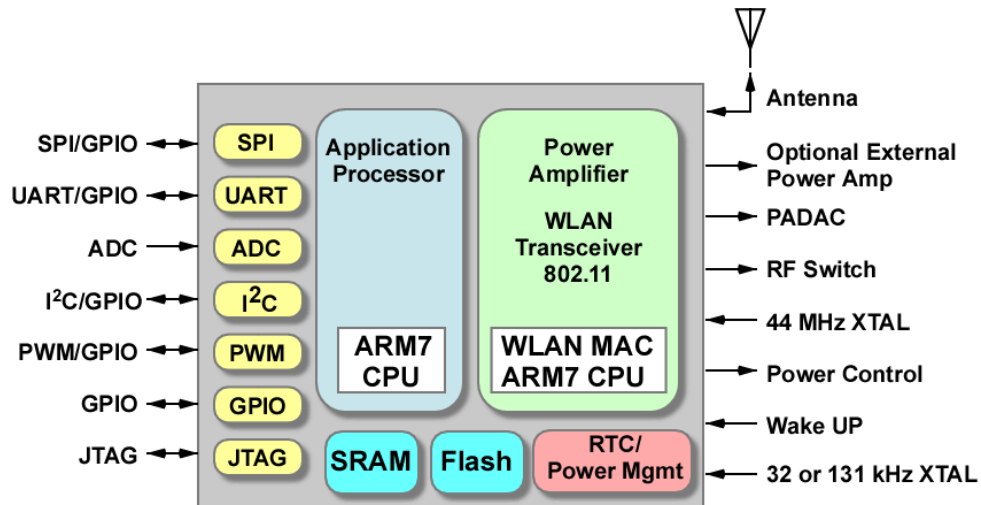 Antenna
SPI/GPIO
SPI
Application
Processor
Power
Amplifier
Optional External
Power Amp
UART/GPIO
UART
WLAN
Transceiver
802.11
PADAC
ADC
ADC
RF Switch
I²C/GPIO
I²C
44 MHz XTAL
PWM/GPIO
PWM
ARM7
CPU
WLAN MAC
ARM7 CPU
Power Control
GPIO
GPIO
Wake UP
JTAG
JTAG
SRAM
Flash
RTC/
Power Mgmt
32 or 131 kHz XTAL